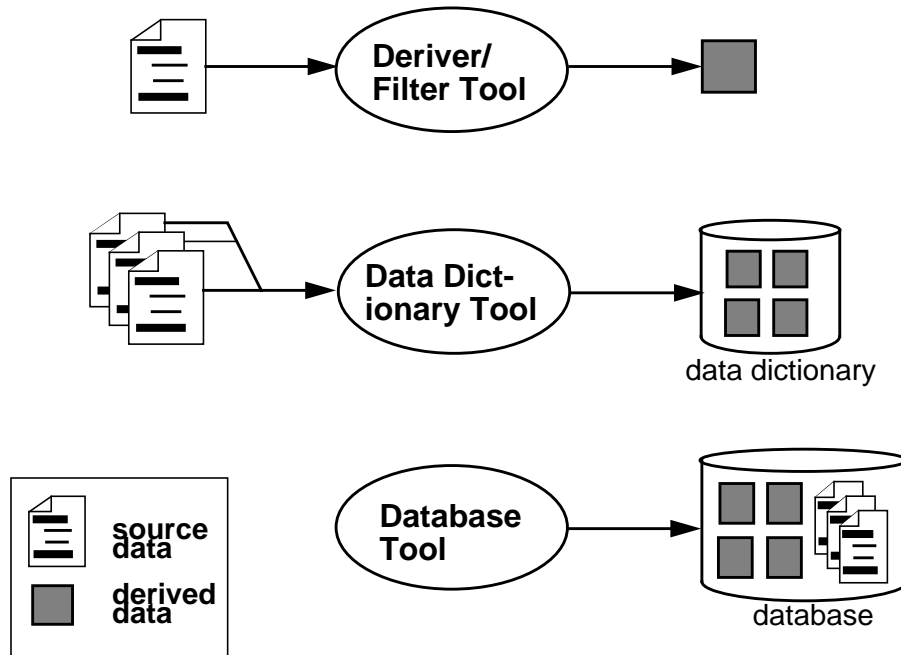 Deriver/
Filter Tool
Data Dict-
ionary Tool
data dictionary
Database
Tool
database
source
data
derived
data